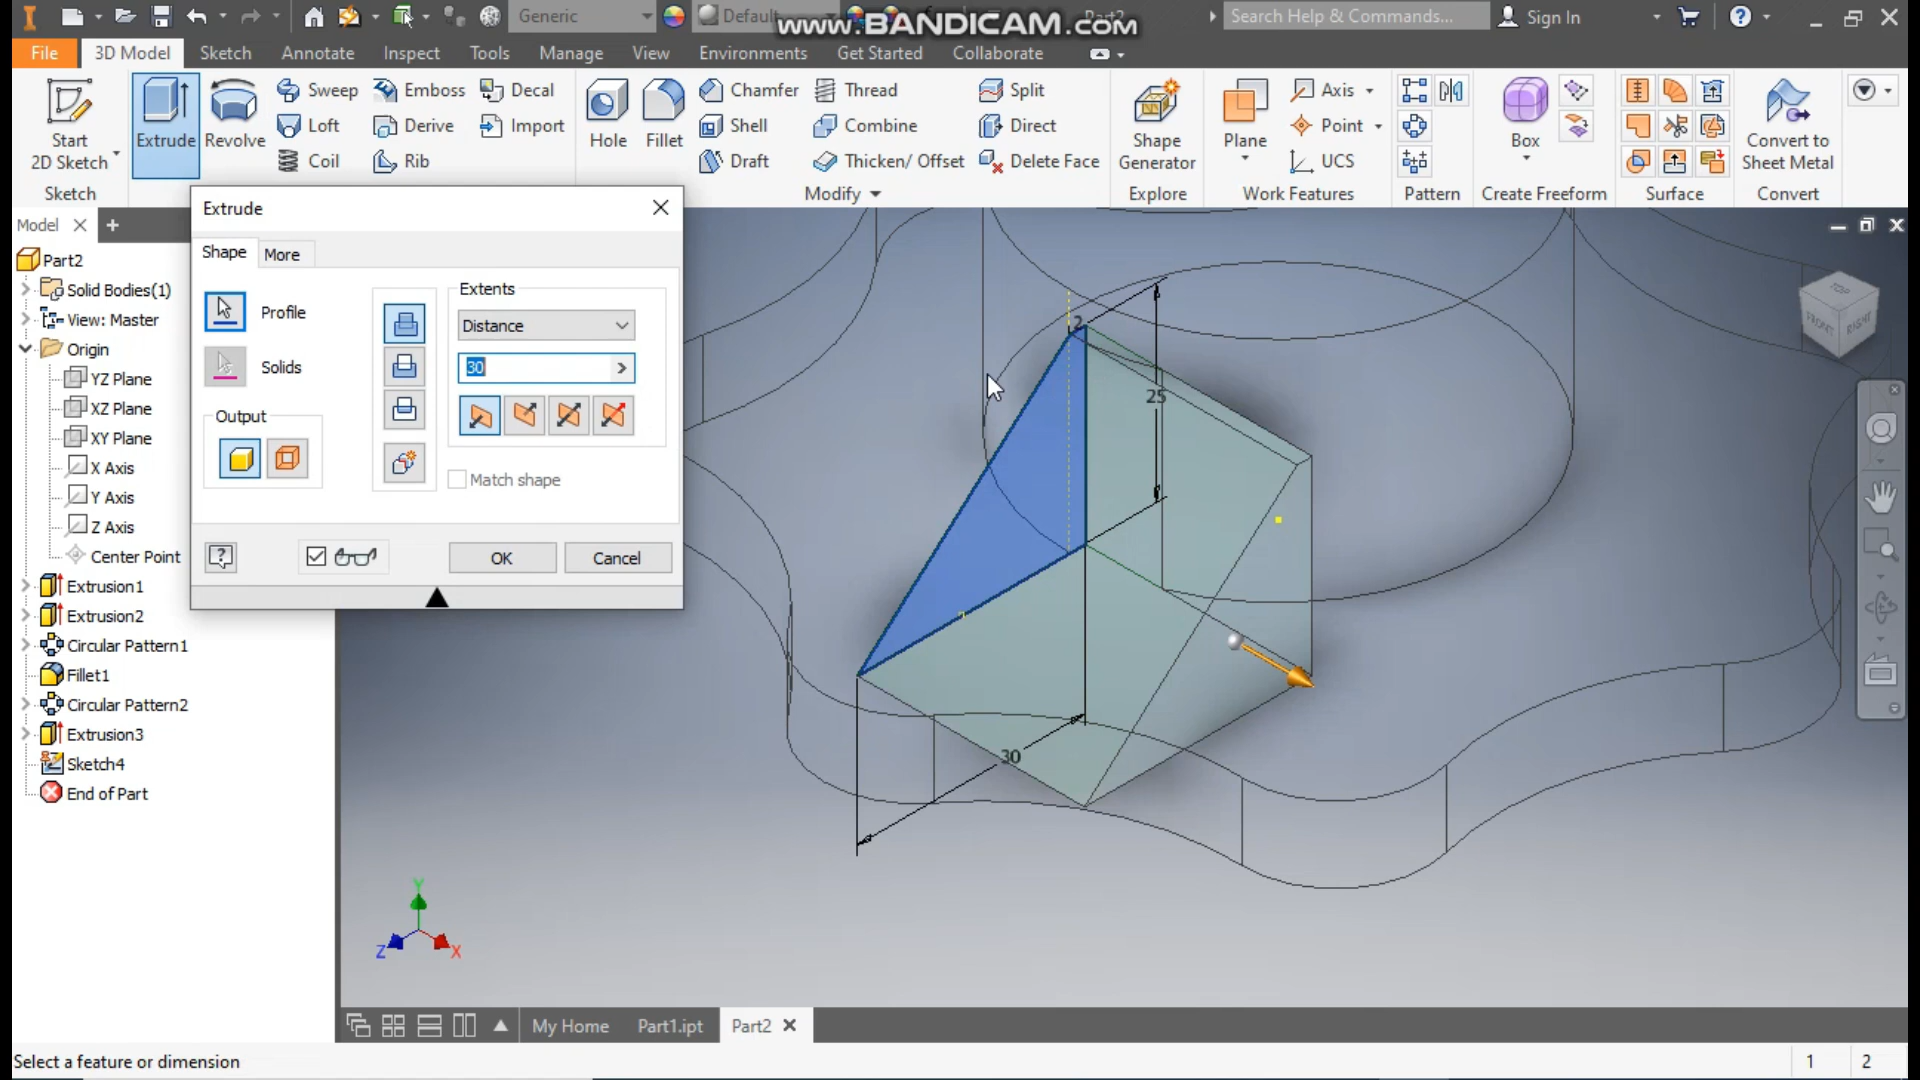 Generic
Default
www.BANDICAM.com
Part2
Search Help & Commands...
Sign In
File
3D Model
Sketch
Annotate
Inspect
Tools
Manage
View
Environments
Get Started
Collaborate
Start
2D Sketch
Extrude
Revolve
Sweep
Loft
Coil
Emboss
Derive
Rib
Decal
Import
Hole
Fillet
Chamfer
Shell
Draft
Thread
Combine
Thicken/ Offset
Split
Direct
Delete Face
Shape
Generator
Plane
Axis
Point
UCS
Box
Convert to
Sheet Metal
Sketch
Modify
Explore
Work Features
Pattern
Create Freeform
Surface
Convert
Model
Part2
Solid Bodies(1)
View: Master
Origin
YZ Plane
XZ Plane
XY Plane
X Axis
Y Axis
Z Axis
Center Point
Extrusion1
Extrusion2
Circular Pattern1
Fillet1
Circular Pattern2
Extrusion3
Sketch4
End of Part
Extrude
Shape
More
Profile
Solids
Output
Extents
Distance
30
Match shape
OK
Cancel
2
25
30
TOP
FRONT
RIGHT
Y
Z
X
My Home
Part1.ipt
Part2
Select a feature or dimension
1
2